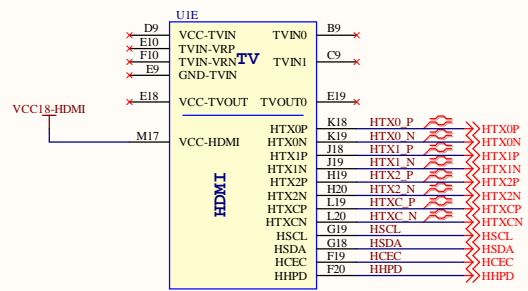 U1E
D9 VCC-TVIN TVIN0 B9
E10 TVIN-VRP
F10 TVIN-VRN TV TVIN1 C9
E9 GND-TVIN
E18 VCC-TVOUT TVOUT0 E19
VCC18-HDMI
HTX0P K18 HTX0_P HTX0P
M17 VCC-HDMI HTX0N K19 HTX0_N HTX0N
HTX1P J18 HTX1_P HTX1P
HTX1N J19 HTX1_N HTX1N
HTX2P H19 HTX2_P HTX2P
HDMI HTX2N H20 HTX2_N HTX2N
HTXCP L19 HTXC_P HTXCP
HTXCN L20 HTXC_N HTXCN
HSCL G19 HSCL HSCL
HSDA G18 HSDA HSDA
HCEC F19 HCEC HCEC
HHPD F20 HHPD HHPD